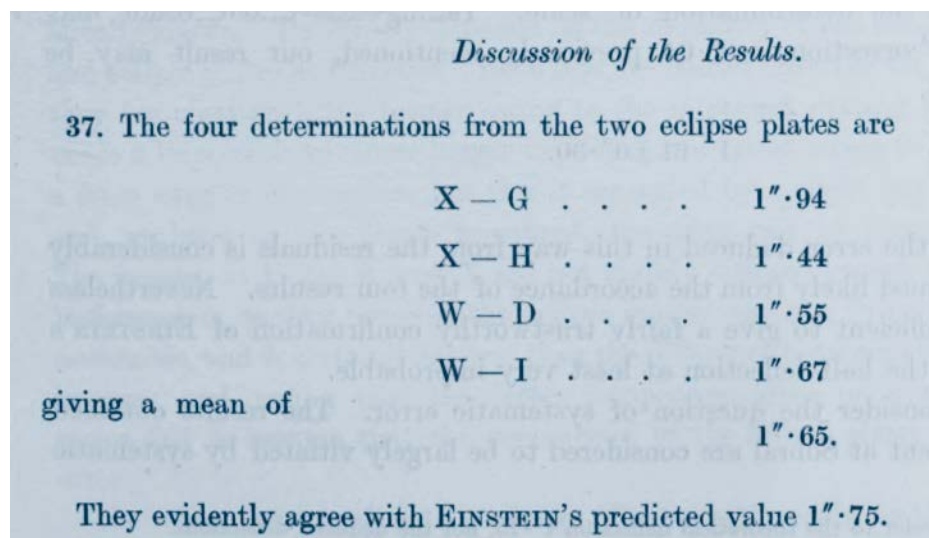 Discussion of the Results.
37. The four determinations from the two eclipse plates are
X — G . . . . 1″·94
X — H . . . . 1″·44
W — D . . . . 1″·55
W — I . . . . 1″·67
giving a mean of
1″·65.
They evidently agree with EINSTEIN's predicted value 1″·75.